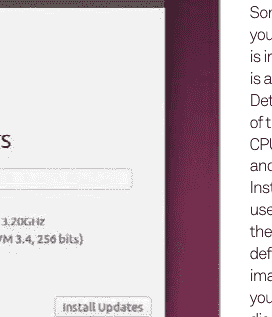 Sor
you
is in
is a
Det
of t
CPU
and
Inst
use
the
def
ima
you
TS
3.20GHz
VM 3.4, 256 bits)
Install Updates